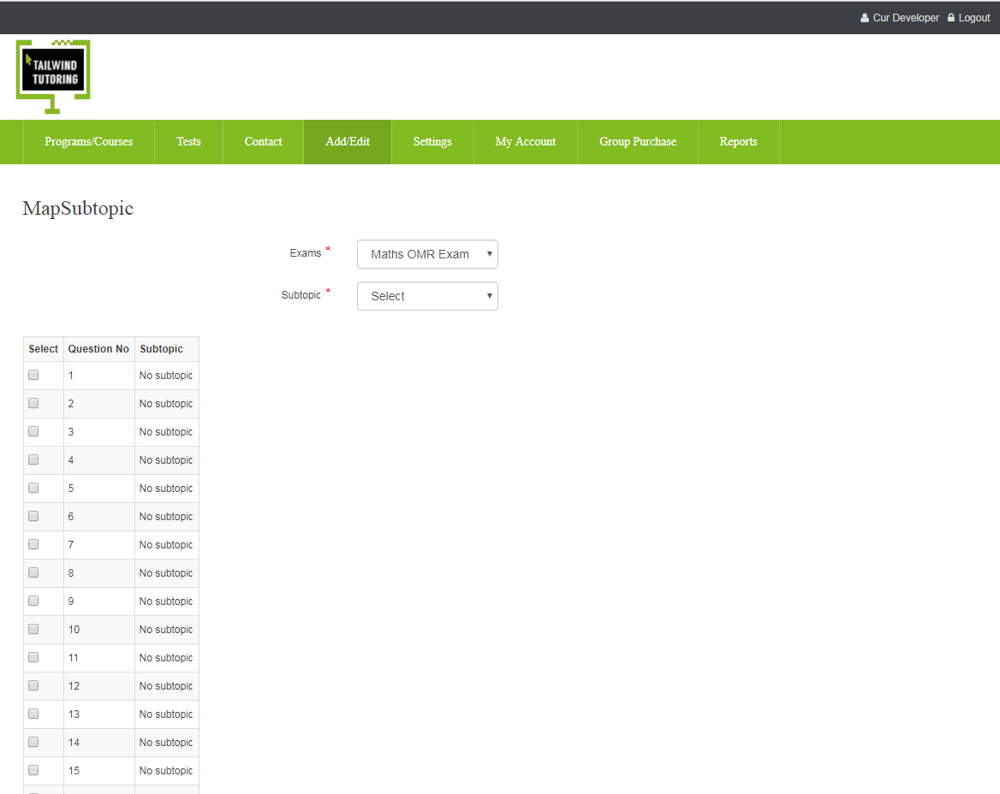 Cur Developer Logout
TAILWIND
TUTORING
Programs/Courses Tests Contact Add/Edit Settings My Account Group Purchase Reports
MapSubtopic
Exams * Maths OMR Exam
Subtopic * Select
Select Question No Subtopic
1 No subtopic
2 No subtopic
3 No subtopic
4 No subtopic
5 No subtopic
6 No subtopic
7 No subtopic
8 No subtopic
9 No subtopic
10 No subtopic
11 No subtopic
12 No subtopic
13 No subtopic
14 No subtopic
15 No subtopic